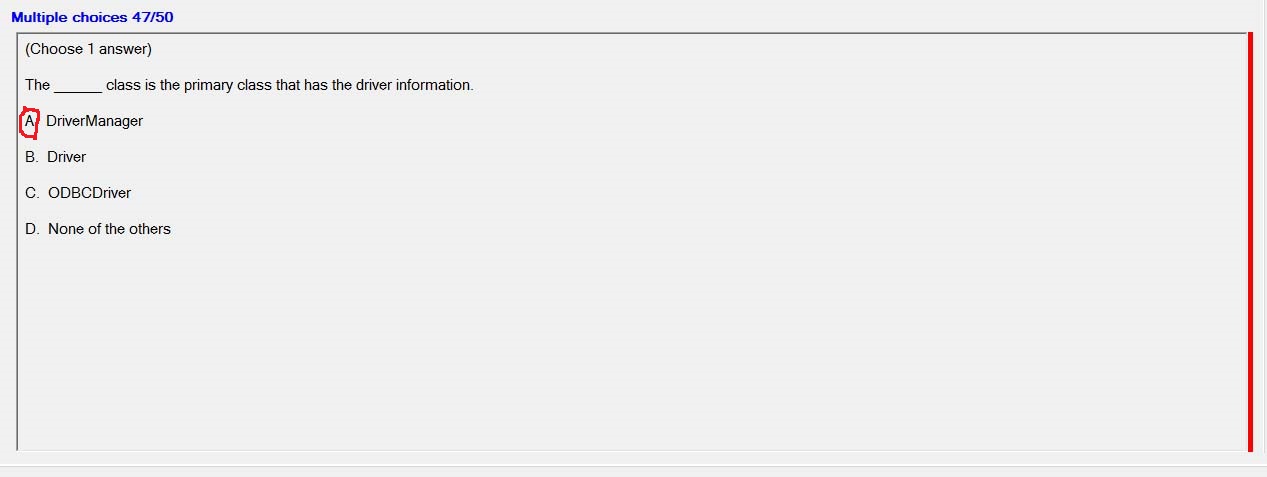 Multiple choices 47/50
(Choose 1 answer)
The ______ class is the primary class that has the driver information.
A. DriverManager
B. Driver
C. ODBCDriver
D. None of the others